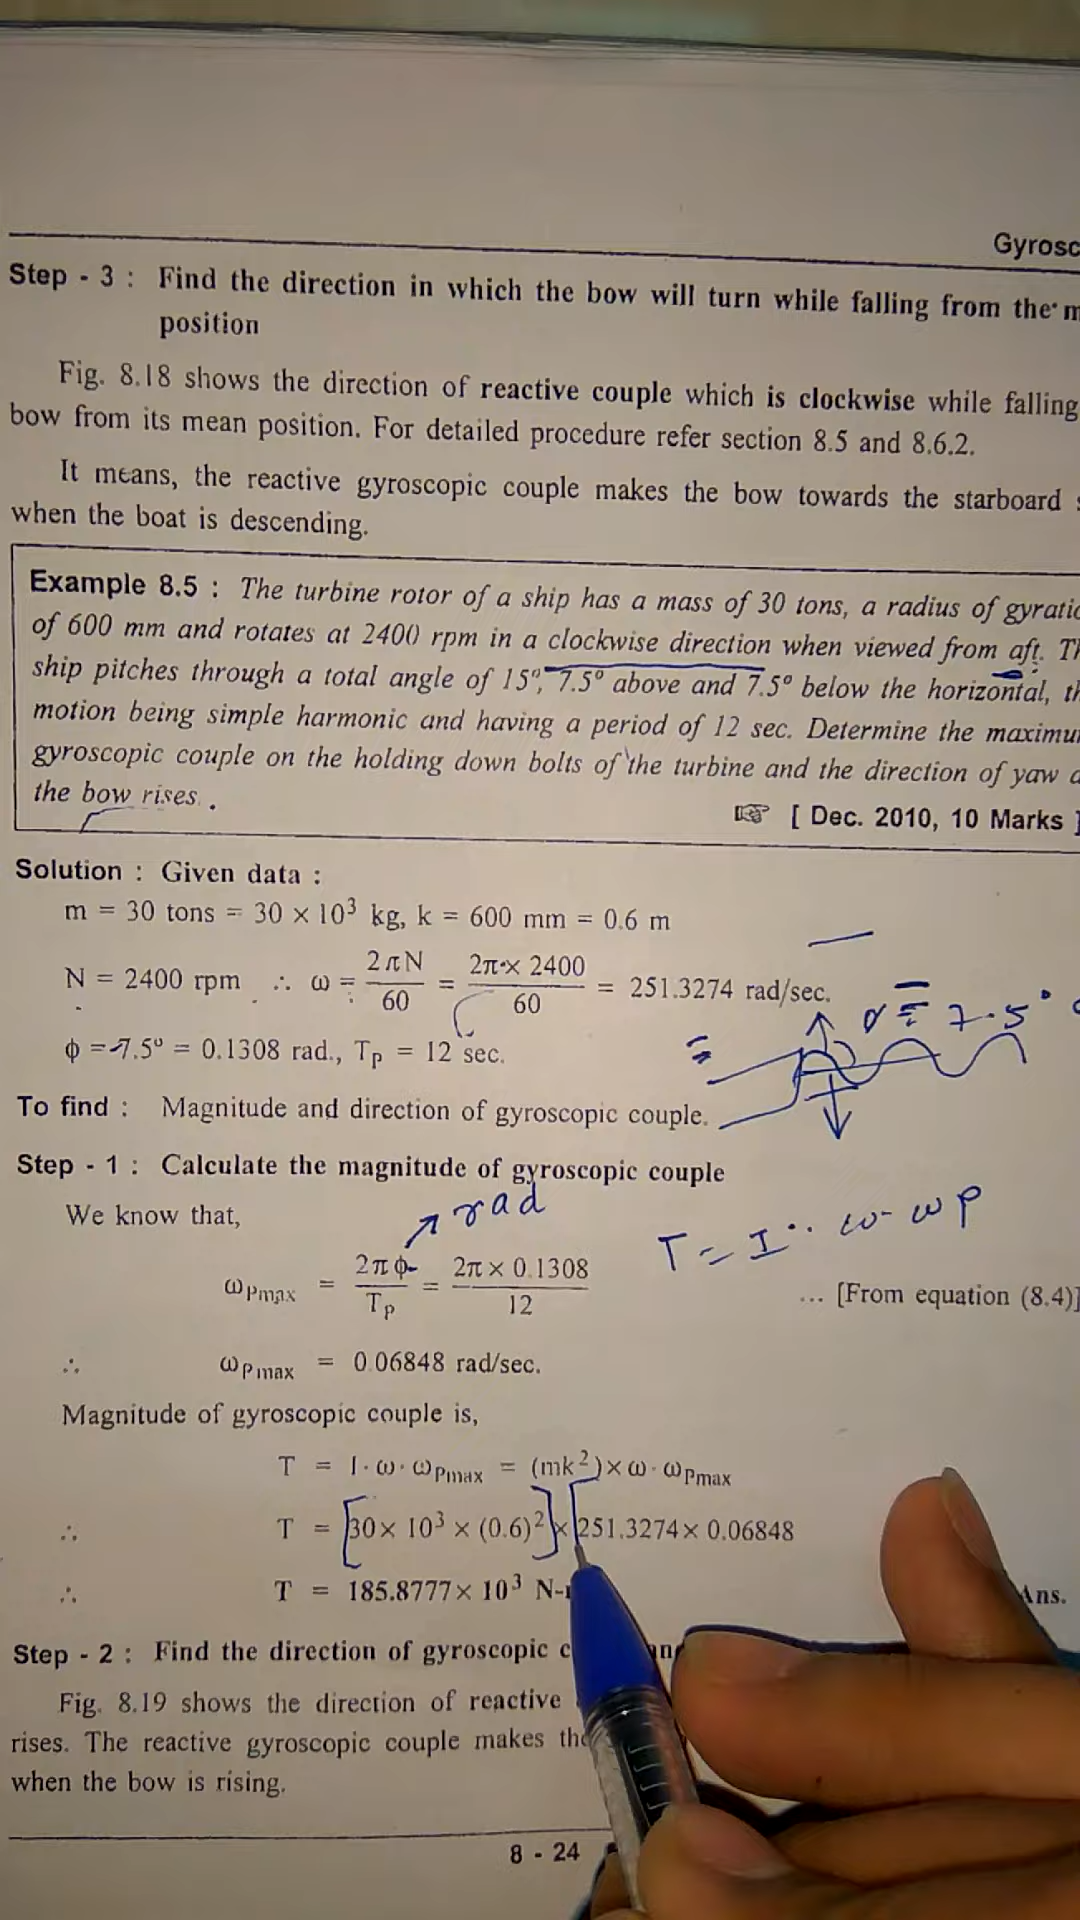 Gyrosc
Step - 3 : Find the direction in which the bow will turn while falling from the m
position
Fig. 8.18 shows the direction of reactive couple which is clockwise while falling
bow from its mean position. For detailed procedure refer section 8.5 and 8.6.2.
It means, the reactive gyroscopic couple makes the bow towards the starboard
when the boat is descending.
Example 8.5 : The turbine rotor of a ship has a mass of 30 tons, a radius of gyratio
of 600 mm and rotates at 2400 rpm in a clockwise direction when viewed from aft. Th
ship pitches through a total angle of 15º, 7.5º above and 7.5º below the horizontal, th
motion being simple harmonic and having a period of 12 sec. Determine the maximu
gyroscopic couple on the holding down bolts of the turbine and the direction of yaw a
the bow rises.
☞ [ Dec. 2010, 10 Marks ]
Solution : Given data :
m = 30 tons = 30 × 10³ kg, k = 600 mm = 0.6 m
N = 2400 rpm ∴ ω = 2πN/60 = 2π × 2400/60 = 251.3274 rad/sec.
= 7.5°
ϕ = 7.5º = 0.1308 rad., Tp = 12 sec.
To find : Magnitude and direction of gyroscopic couple.
Step - 1 : Calculate the magnitude of gyroscopic couple
We know that,
rad
T = I · ω · ωp
ωPmax = 2π ϕ/Tp = 2π × 0.1308/12
... [From equation (8.4)]
∴ ωPmax = 0.06848 rad/sec.
Magnitude of gyroscopic couple is,
T = I · ω · ωPmax = (mk²) × ω · ωPmax
∴ T = [30 × 10³ × (0.6)²] × [251.3274 × 0.06848
∴ T = 185.8777 × 10³ N- Ans.
Step - 2 : Find the direction of gyroscopic c
Fig. 8.19 shows the direction of reactive
rises. The reactive gyroscopic couple makes the
when the bow is rising.
8 - 24